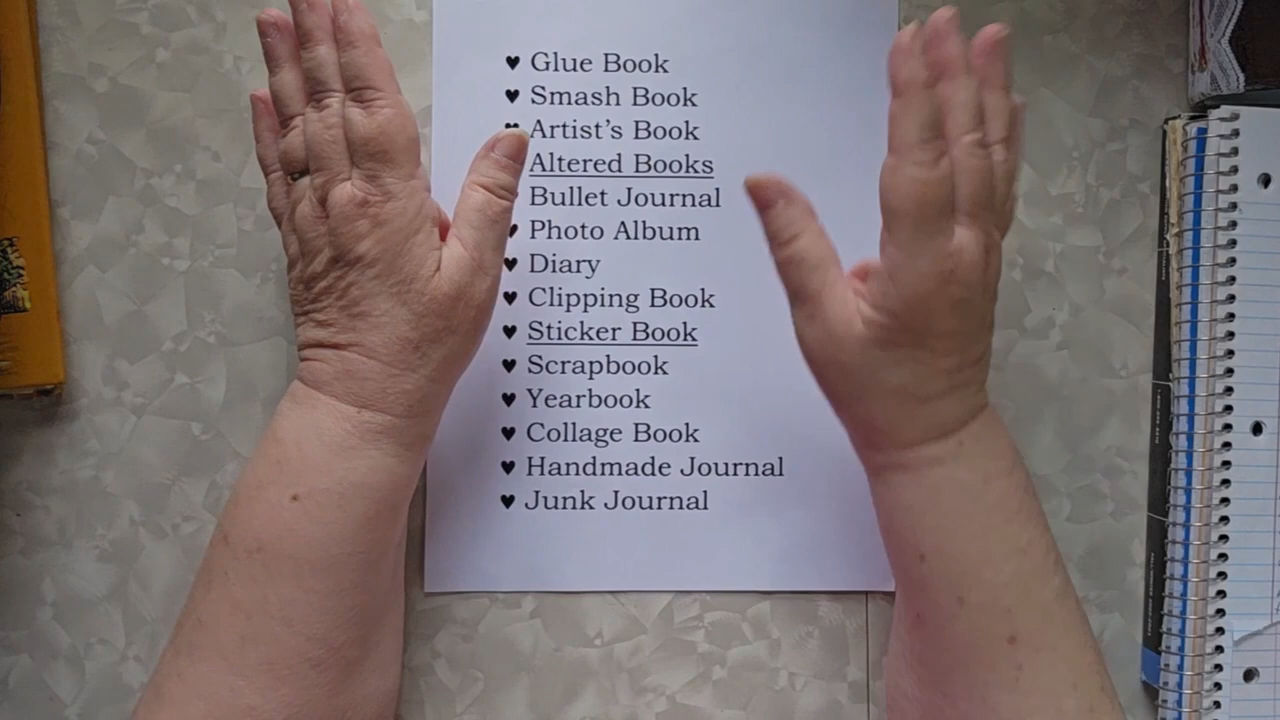 ♥ Glue Book
♥ Smash Book
♥ Artist's Book
Altered Books
Bullet Journal
♥ Photo Album
♥ Diary
♥ Clipping Book
♥ Sticker Book
♥ Scrapbook
♥ Yearbook
♥ Collage Book
♥ Handmade Journal
♥ Junk Journal